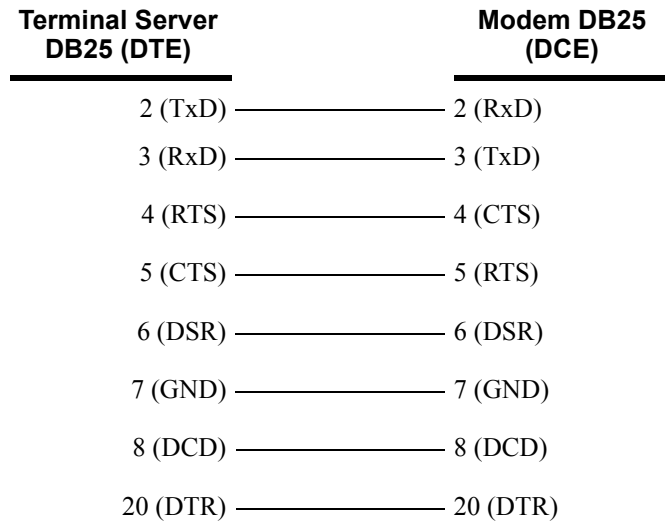 Terminal Server
DB25 (DTE)
Modem DB25
(DCE)
2 (TxD) 2 (RxD)
3 (RxD) 3 (TxD)
4 (RTS) 4 (CTS)
5 (CTS) 5 (RTS)
6 (DSR) 6 (DSR)
7 (GND) 7 (GND)
8 (DCD) 8 (DCD)
20 (DTR) 20 (DTR)